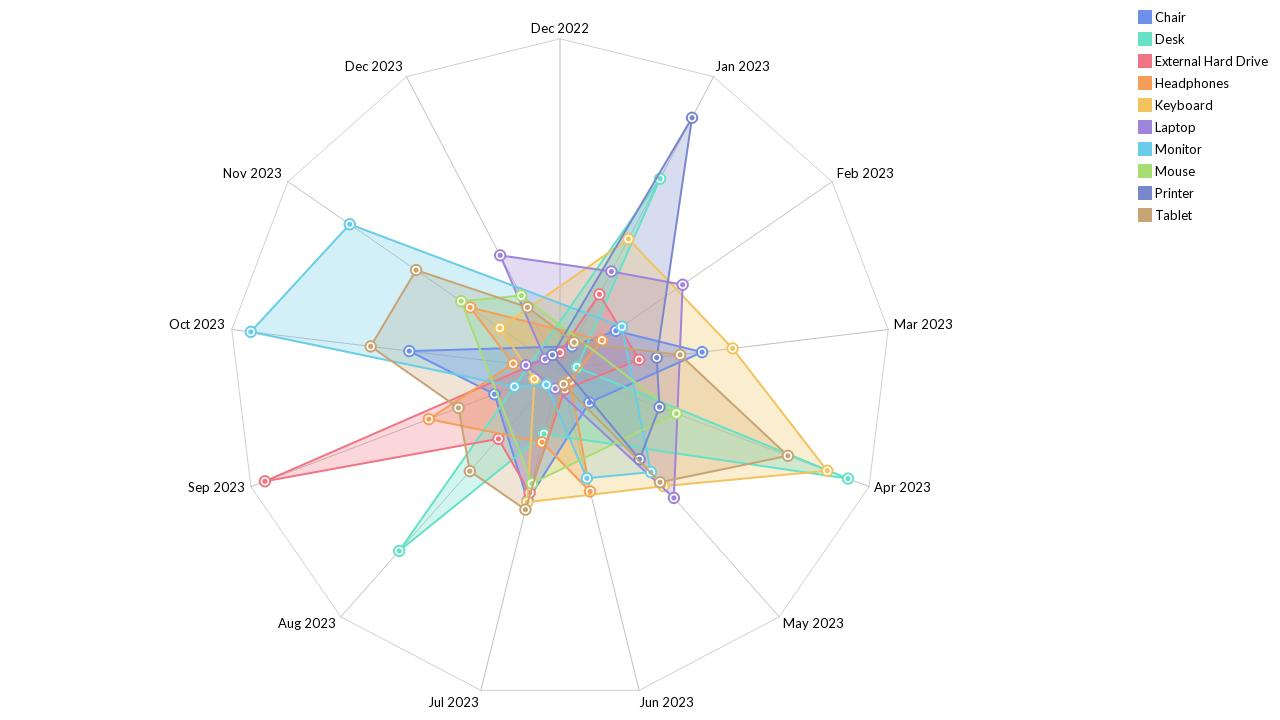 Dec 2022
Jan 2023
Feb 2023
Mar 2023
Apr 2023
May 2023
Jun 2023
Jul 2023
Aug 2023
Sep 2023
Oct 2023
Nov 2023
Dec 2023
Chair
Desk
External Hard Drive
Headphones
Keyboard
Laptop
Monitor
Mouse
Printer
Tablet